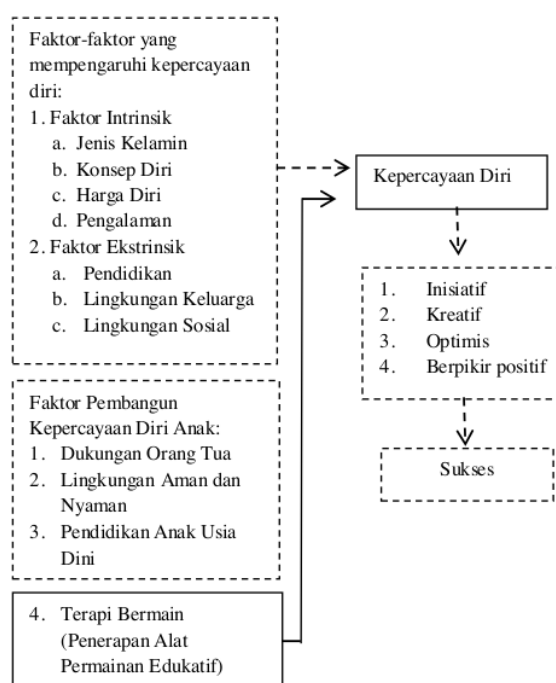 Faktor-faktor yang
mempengaruhi kepercayaan
diri:
1. Faktor Intrinsik
a. Jenis Kelamin
b. Konsep Diri
c. Harga Diri
d. Pengalaman
2. Faktor Ekstrinsik
a. Pendidikan
b. Lingkungan Keluarga
c. Lingkungan Sosial
Faktor Pembangun
Kepercayaan Diri Anak:
1. Dukungan Orang Tua
2. Lingkungan Aman dan
Nyaman
3. Pendidikan Anak Usia
Dini
4. Terapi Bermain
(Penerapan Alat
Permainan Edukatif)
Kepercayaan Diri
1. Inisiatif
2. Kreatif
3. Optimis
4. Berpikir positif
Sukses